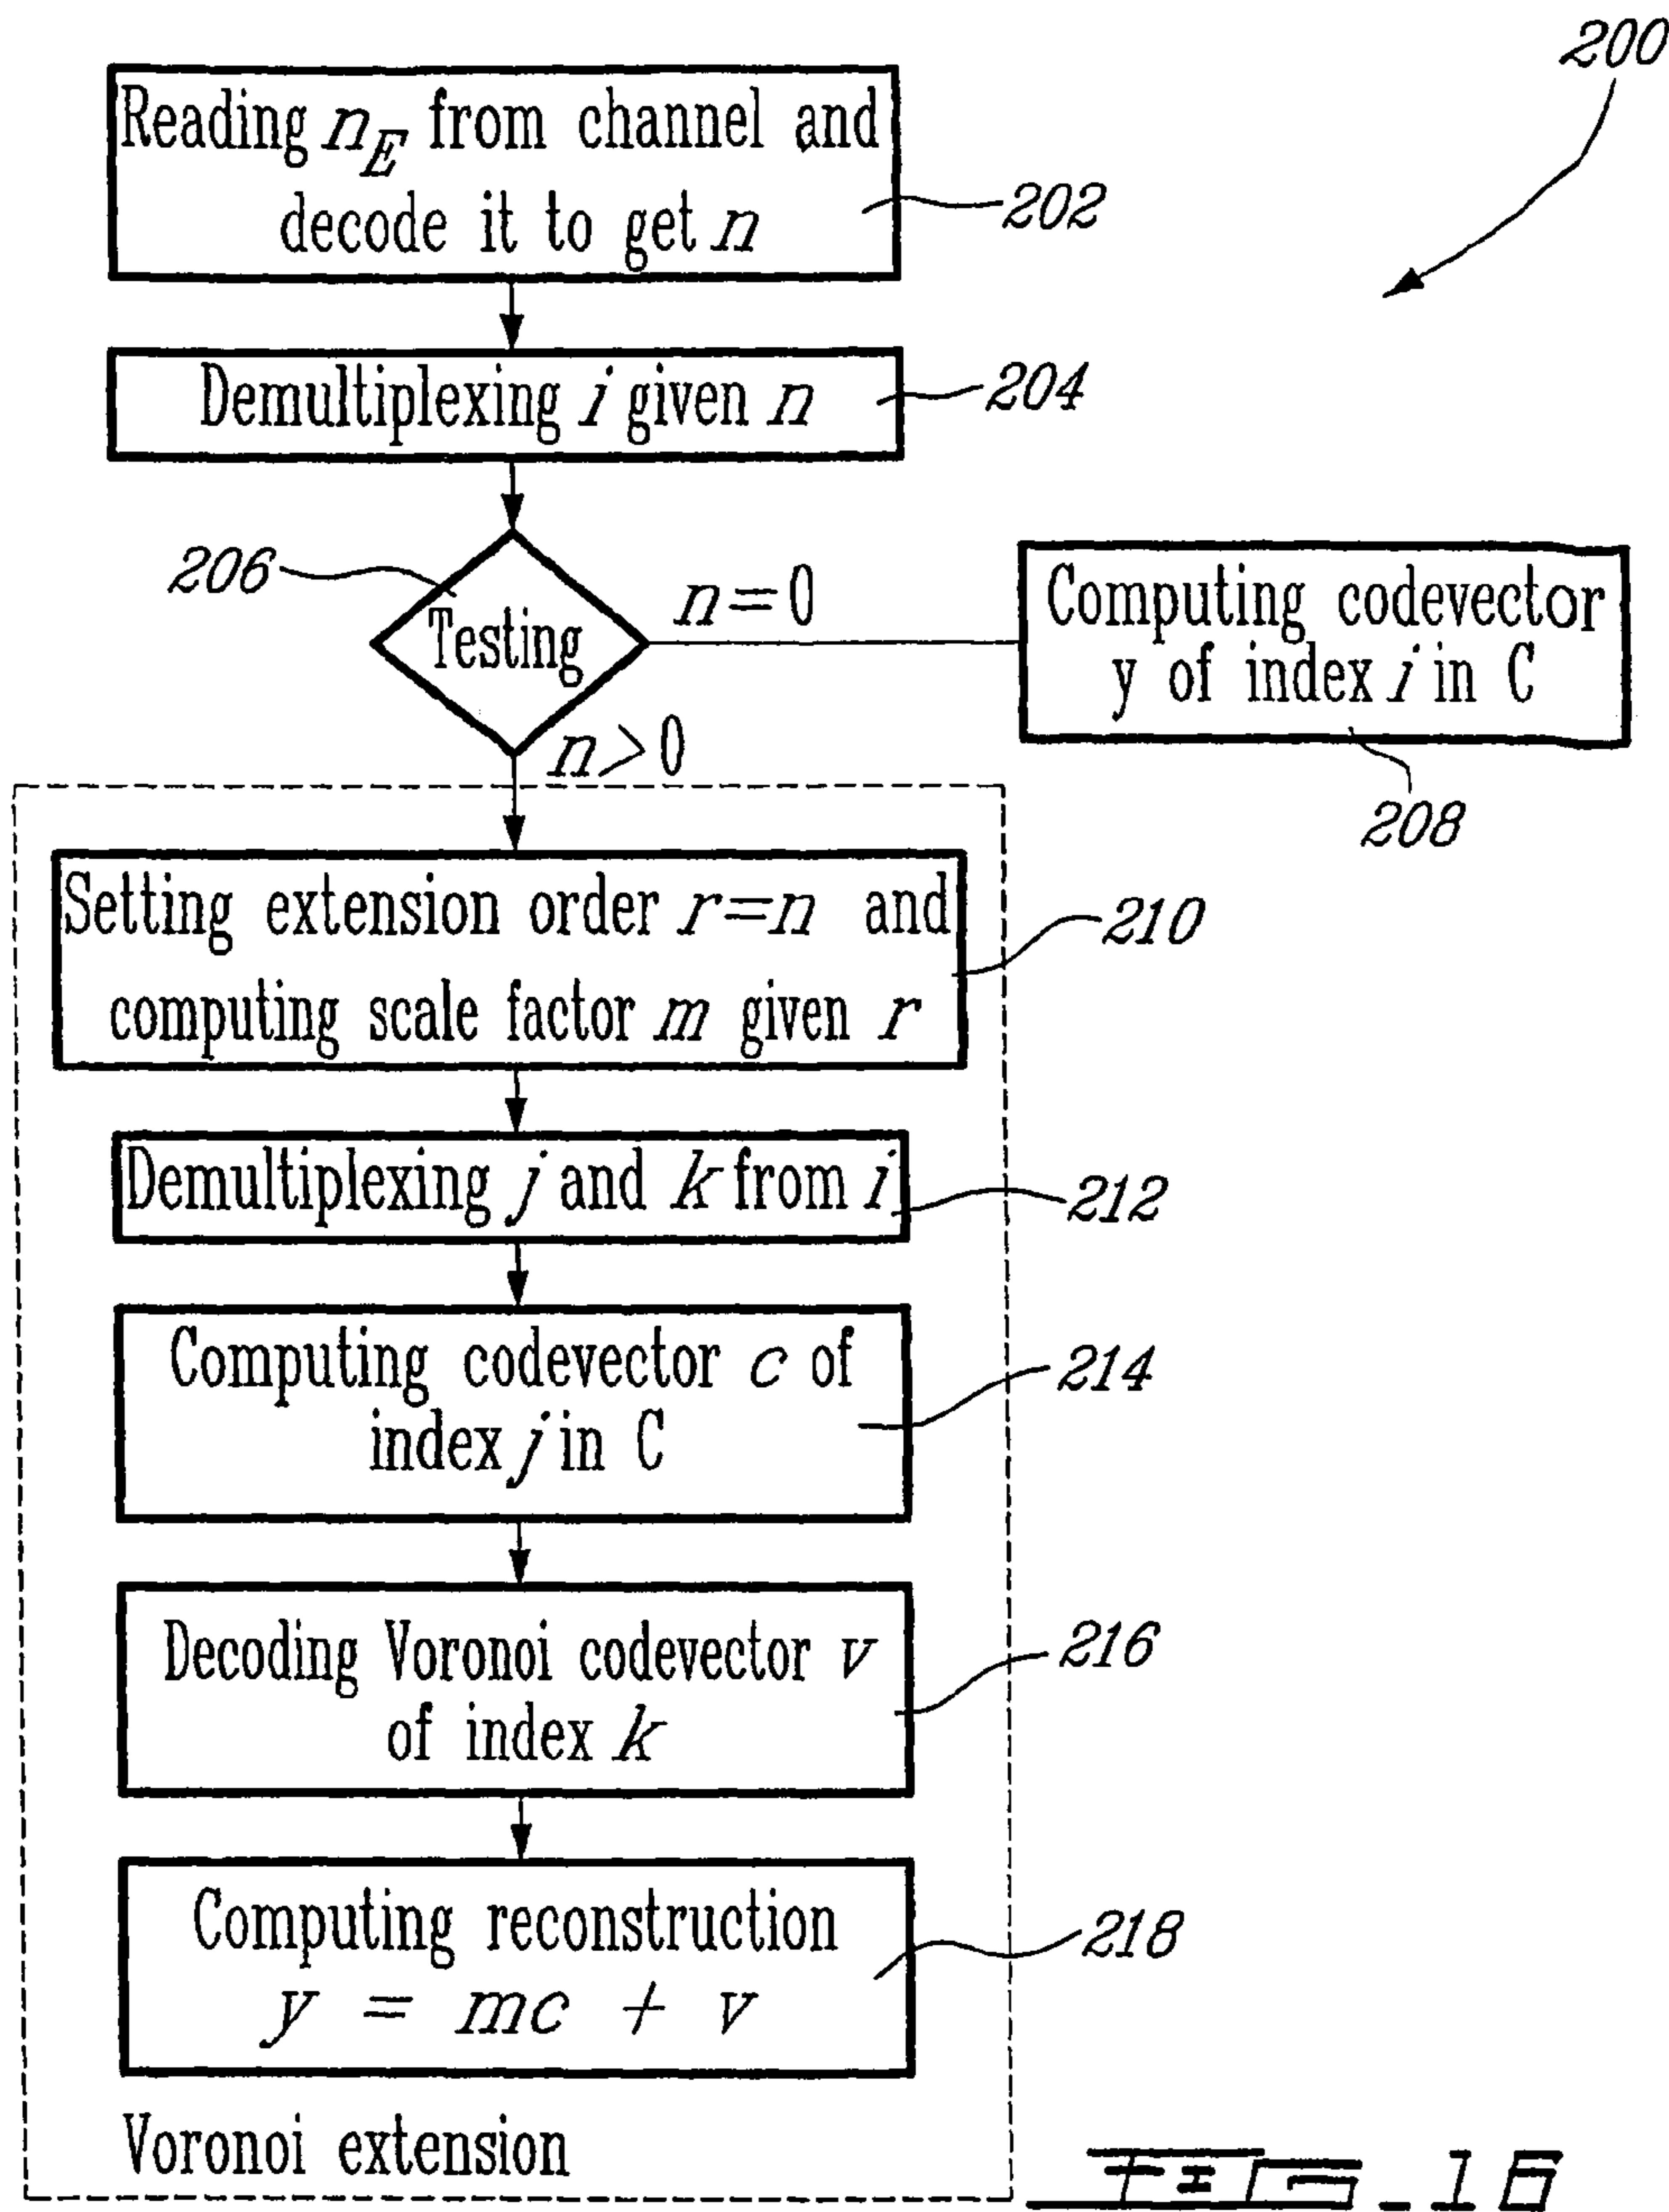 200
Reading n_E from channel and
decode it to get n
202
Demultiplexing i given n
204
206
Testing
n=0
Computing codevector
y of index i in C
208
n>0
Setting extension order r=n and
computing scale factor m given r
210
Demultiplexing j and k from i
212
Computing codevector c of
index j in C
214
Decoding Voronoi codevector v
of index k
216
Computing reconstruction
y = mc + v
218
Voronoi extension
FIG. 16